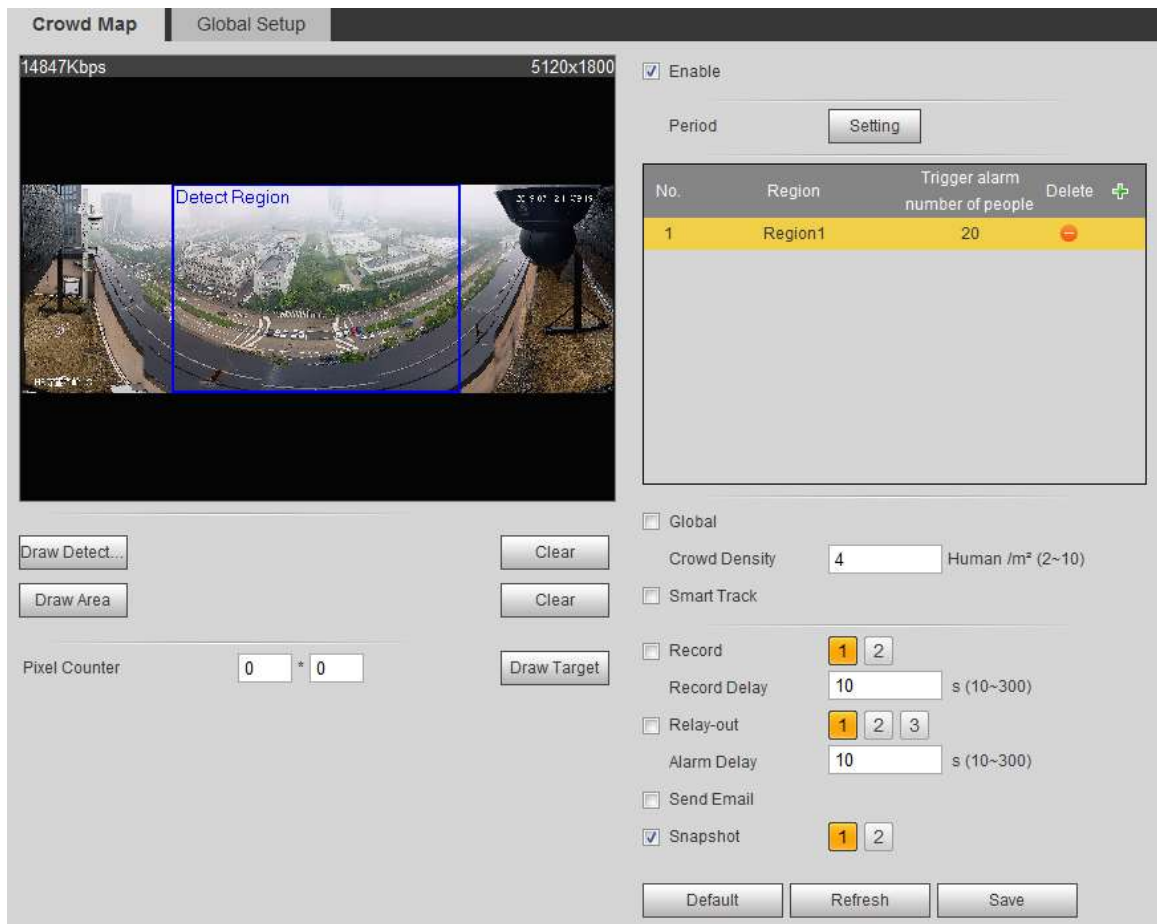 Crowd Map
Global Setup
14847Kbps 5120x1800
Detect Region
Draw Detect... Clear
Draw Area Clear
Pixel Counter 0 * 0 Draw Target
Enable
Period Setting
No. Region Trigger alarm number of people Delete
1 Region1 20
Global
Crowd Density 4 Human /m² (2~10)
Smart Track
Record 1 2
Record Delay 10 s (10~300)
Relay-out 1 2 3
Alarm Delay 10 s (10~300)
Send Email
Snapshot 1 2
Default Refresh Save